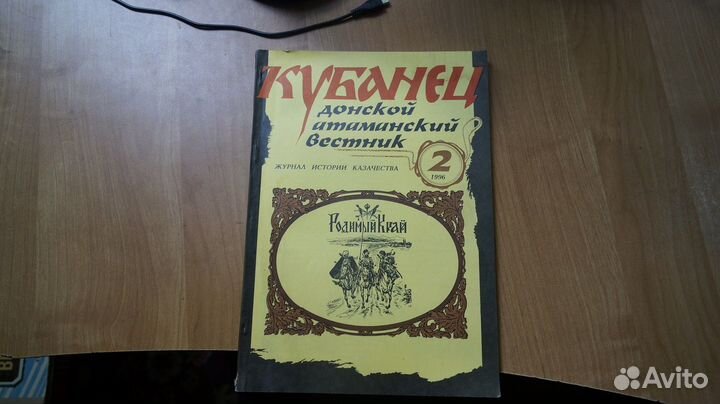 КУБАНЕЦ
донской
атаманский
вестник
ЖУРНАЛ ИСТОРИИ КАЗАЧЕСТВА
2
1996
Родимый Край
Avito